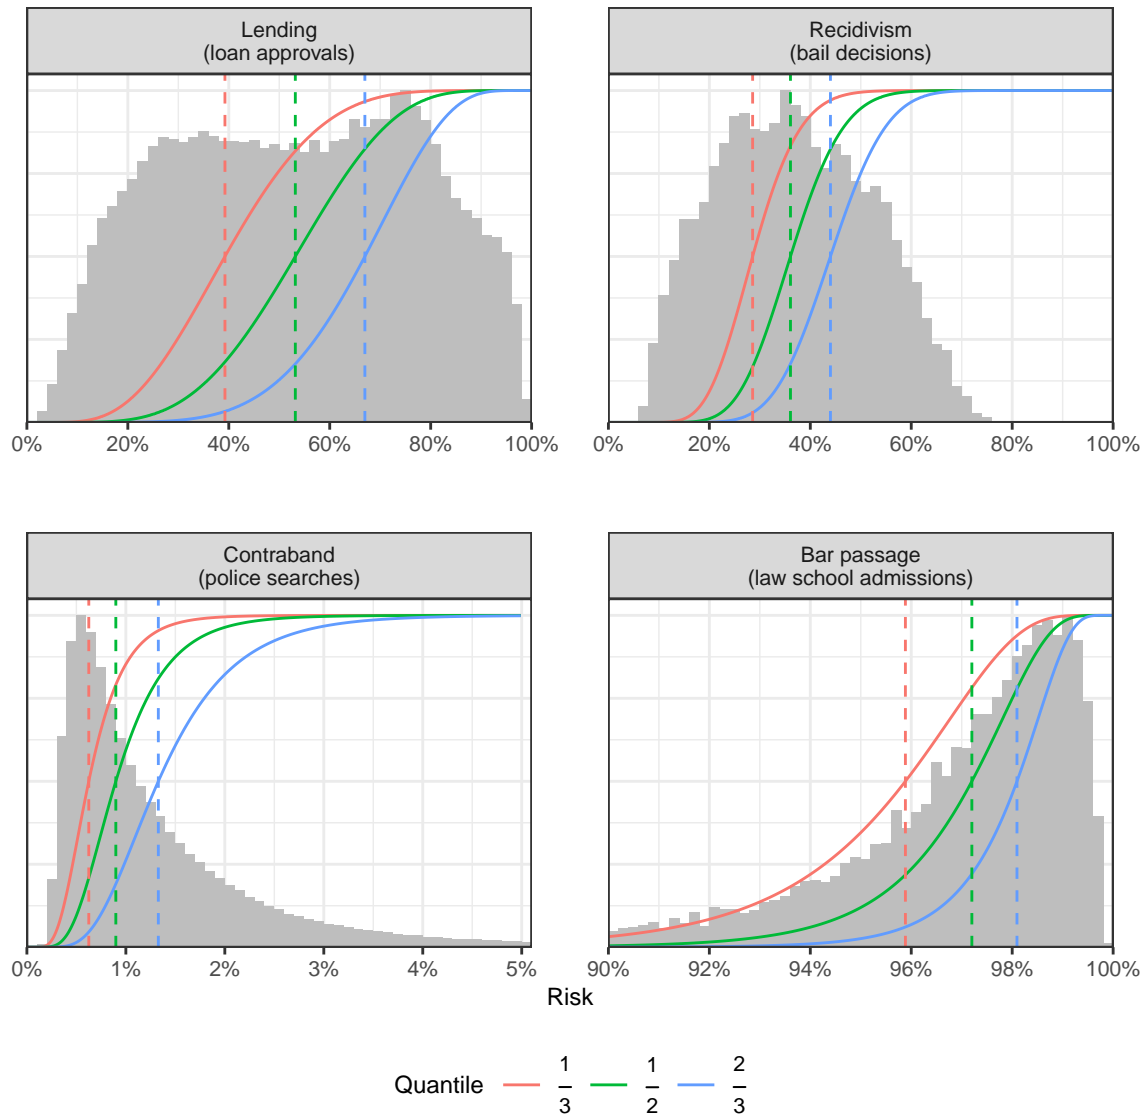 Lending
(loan approvals)
Recidivism
(bail decisions)
0% 20% 40% 60% 80% 100%
0% 20% 40% 60% 80% 100%
Contraband
(police searches)
Bar passage
(law school admissions)
0% 1% 2% 3% 4% 5%
90% 92% 94% 96% 98% 100%
Risk
Quantile 1/3 1/2 2/3